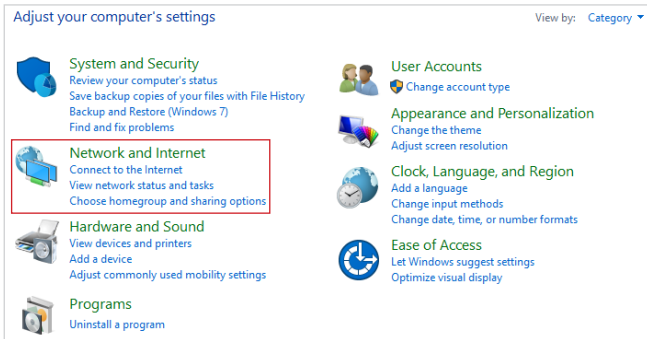 Adjust your computer's settings
View by: Category
System and Security
Review your computer's status
Save backup copies of your files with File History
Backup and Restore (Windows 7)
Find and fix problems
Network and Internet
Connect to the Internet
View network status and tasks
Choose homegroup and sharing options
Hardware and Sound
View devices and printers
Add a device
Adjust commonly used mobility settings
Programs
Uninstall a program
User Accounts
Change account type
Appearance and Personalization
Change the theme
Adjust screen resolution
Clock, Language, and Region
Add a language
Change input methods
Change date, time, or number formats
Ease of Access
Let Windows suggest settings
Optimize visual display